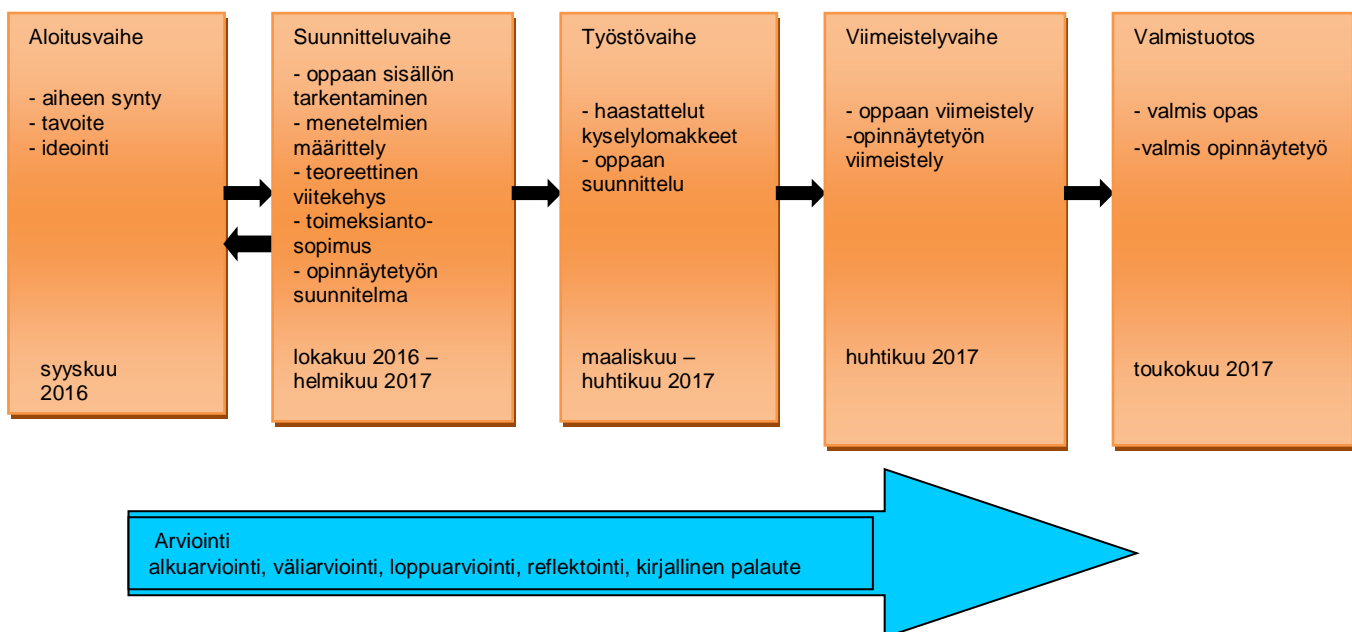 Aloitusvaihe
- aiheen synty
- tavoite
- ideointi
syyskuu
2016
Suunnitteluvaihe
- oppaan sisällön
tarkentaminen
- menetelmien
määrittely
- teoreettinen
viitekehys
- toimeksianto-
sopimus
- opinnäytetyön
suunnitelma
lokakuu 2016 –
helmikuu 2017
Työstövaihe
- haastattelut
kyselylomakkeet
- oppaan
suunnittelu
maaliskuu –
huhtikuu 2017
Viimeistelyvaihe
- oppaan viimeistely
-opinnäytetyön
viimeistely
huhtikuu 2017
Valmistuotos
- valmis opas
-valmis opinnäytetyö
toukokuu 2017
Arviointi
alkuarviointi, väliarviointi, loppuarviointi, reflektointi, kirjallinen palaute